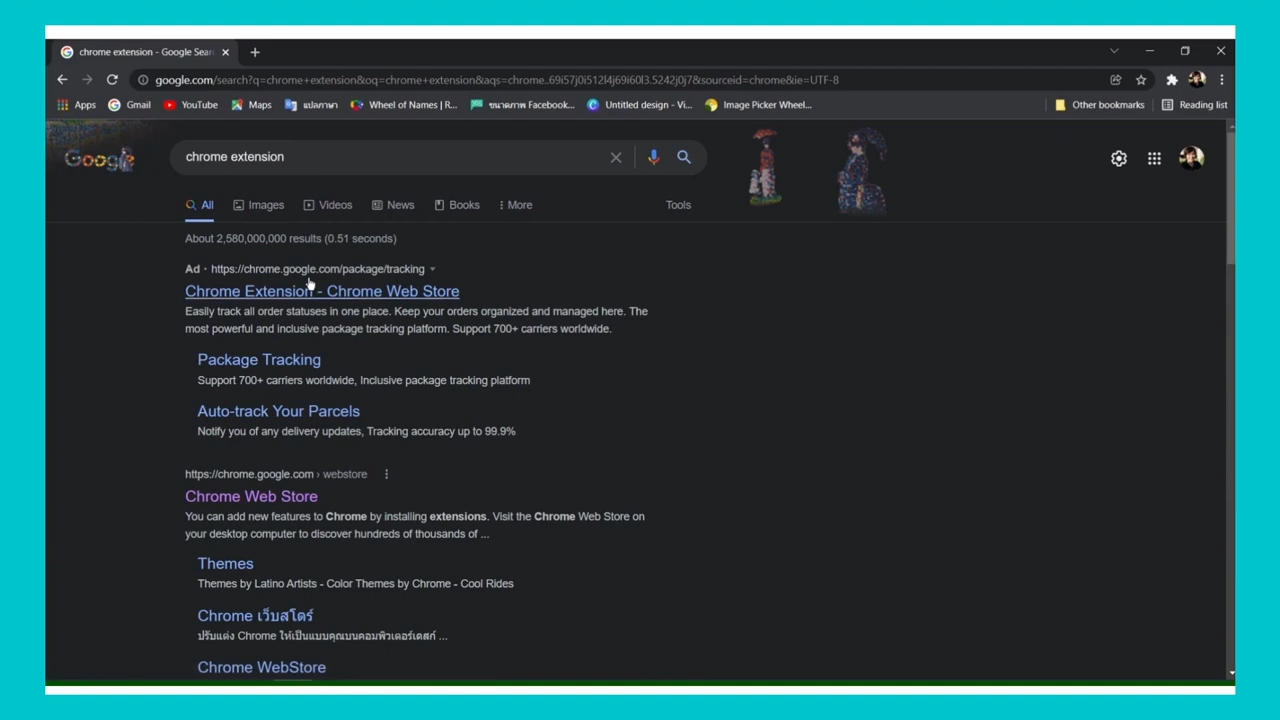 chrome extension - Google Sear
google.com/search?q=chrome+extension&oq=chrome+extension&aqs=chrome..69i57j0i512l4j69i60l3.5242j0j7&sourceid=chrome&ie=UTF-8
Apps Gmail YouTube Maps แปลภาษา Wheel of Names | R... ขนาดภาพ Facebook... Untitled design - Vi... Image Picker Wheel... Other bookmarks Reading list
Google chrome extension
All Images Videos News Books More Tools
About 2,580,000,000 results (0.51 seconds)
Ad · https://chrome.google.com/package/tracking
Chrome Extension - Chrome Web Store
Easily track all order statuses in one place. Keep your orders organized and managed here. The
most powerful and inclusive package tracking platform. Support 700+ carriers worldwide.
Package Tracking
Support 700+ carriers worldwide, Inclusive package tracking platform
Auto-track Your Parcels
Notify you of any delivery updates, Tracking accuracy up to 99.9%
https://chrome.google.com › webstore
Chrome Web Store
You can add new features to Chrome by installing extensions. Visit the Chrome Web Store on
your desktop computer to discover hundreds of thousands of ...
Themes
Themes by Latino Artists - Color Themes by Chrome - Cool Rides
Chrome เว็บสโตร์
ปรับแต่ง Chrome ให้เป็นแบบคุณบนคอมพิวเตอร์เดสก์ ...
Chrome WebStore